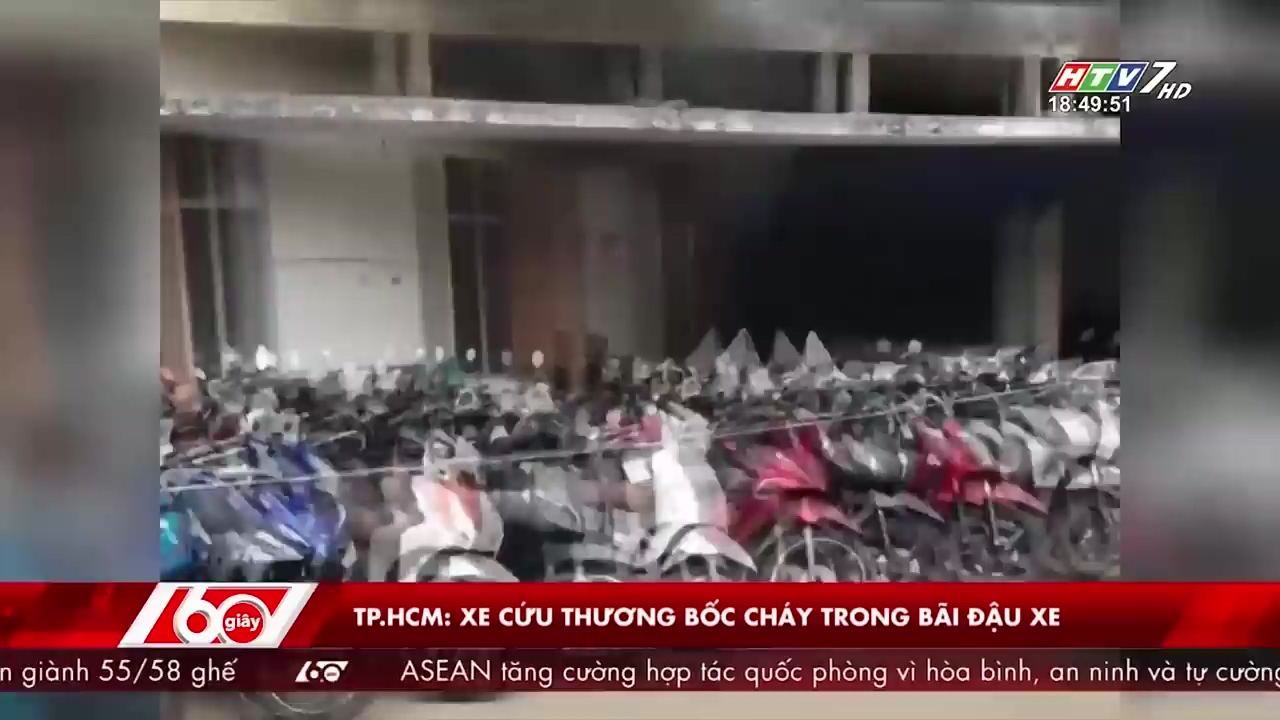 HTV7 HD
18:49:51
60 giây
TP.HCM: XE CỨU THƯƠNG BỐC CHÁY TRONG BÃI ĐẬU XE
n giành 55/58 ghế 60 ASEAN tăng cường hợp tác quốc phòng vì hòa bình, an ninh và tự cường